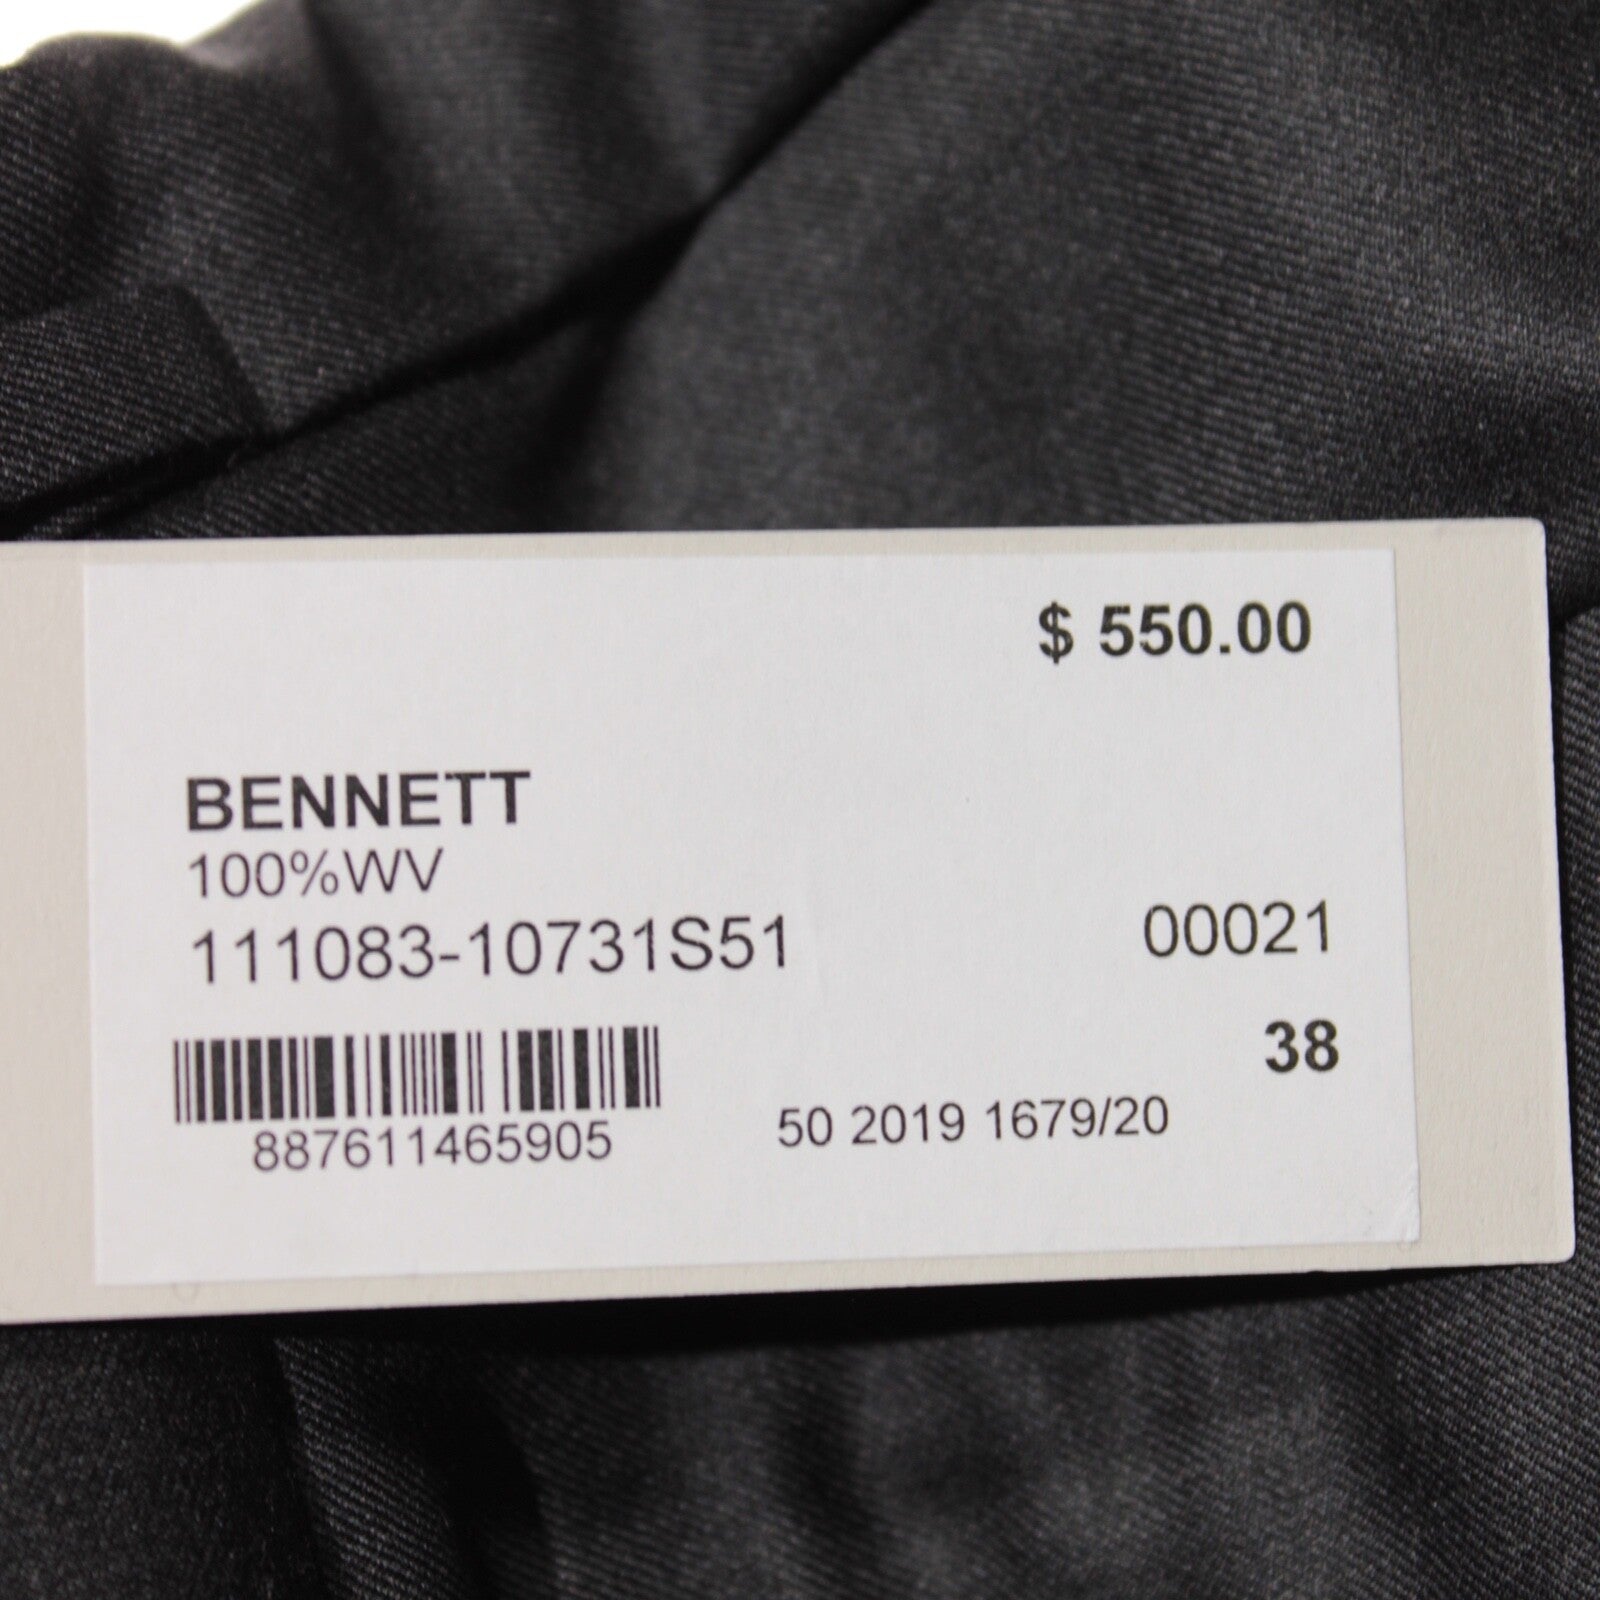 $ 550.00
BENNETT
100%WV
111083-10731S51 00021
38
887611465905
50 2019 1679/20